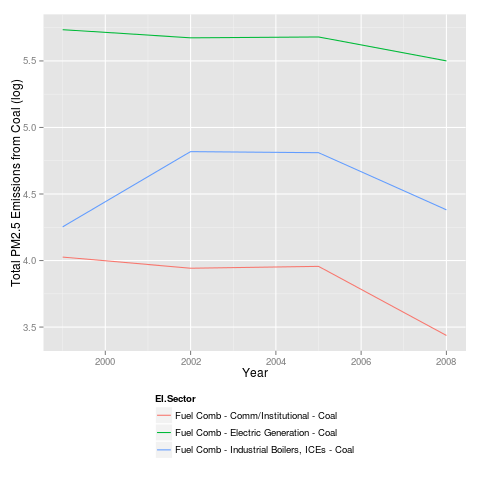 Total PM2.5 Emissions from Coal (log)
5.5
5.0
4.5
4.0
3.5
2000 2002 2004 2006 2008
Year
EI.Sector
Fuel Comb - Comm/Institutional - Coal
Fuel Comb - Electric Generation - Coal
Fuel Comb - Industrial Boilers, ICEs - Coal